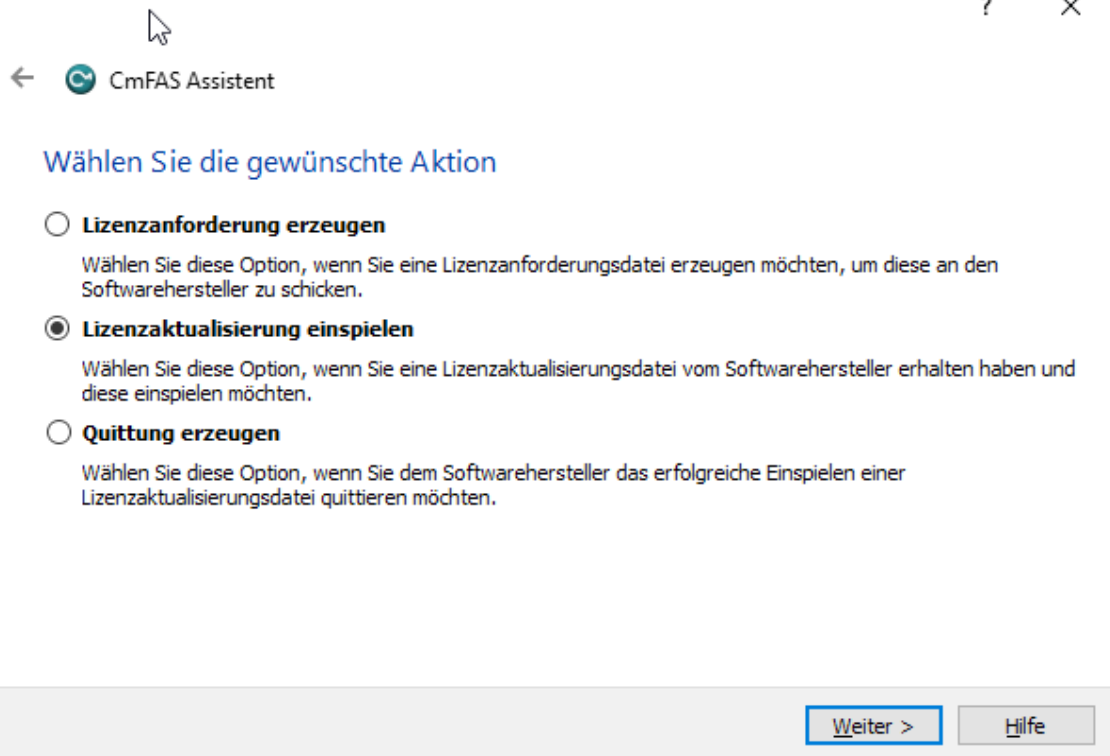 ?
CmFAS Assistent
Wählen Sie die gewünschte Aktion
Lizenzanforderung erzeugen
Wählen Sie diese Option, wenn Sie eine Lizenzanforderungsdatei erzeugen möchten, um diese an den
Softwarehersteller zu schicken.
Lizenzaktualisierung einspielen
Wählen Sie diese Option, wenn Sie eine Lizenzaktualisierungsdatei vom Softwarehersteller erhalten haben und
diese einspielen möchten.
Quittung erzeugen
Wählen Sie diese Option, wenn Sie dem Softwarehersteller das erfolgreiche Einspielen einer
Lizenzaktualisierungsdatei quittieren möchten.
Weiter > Hilfe